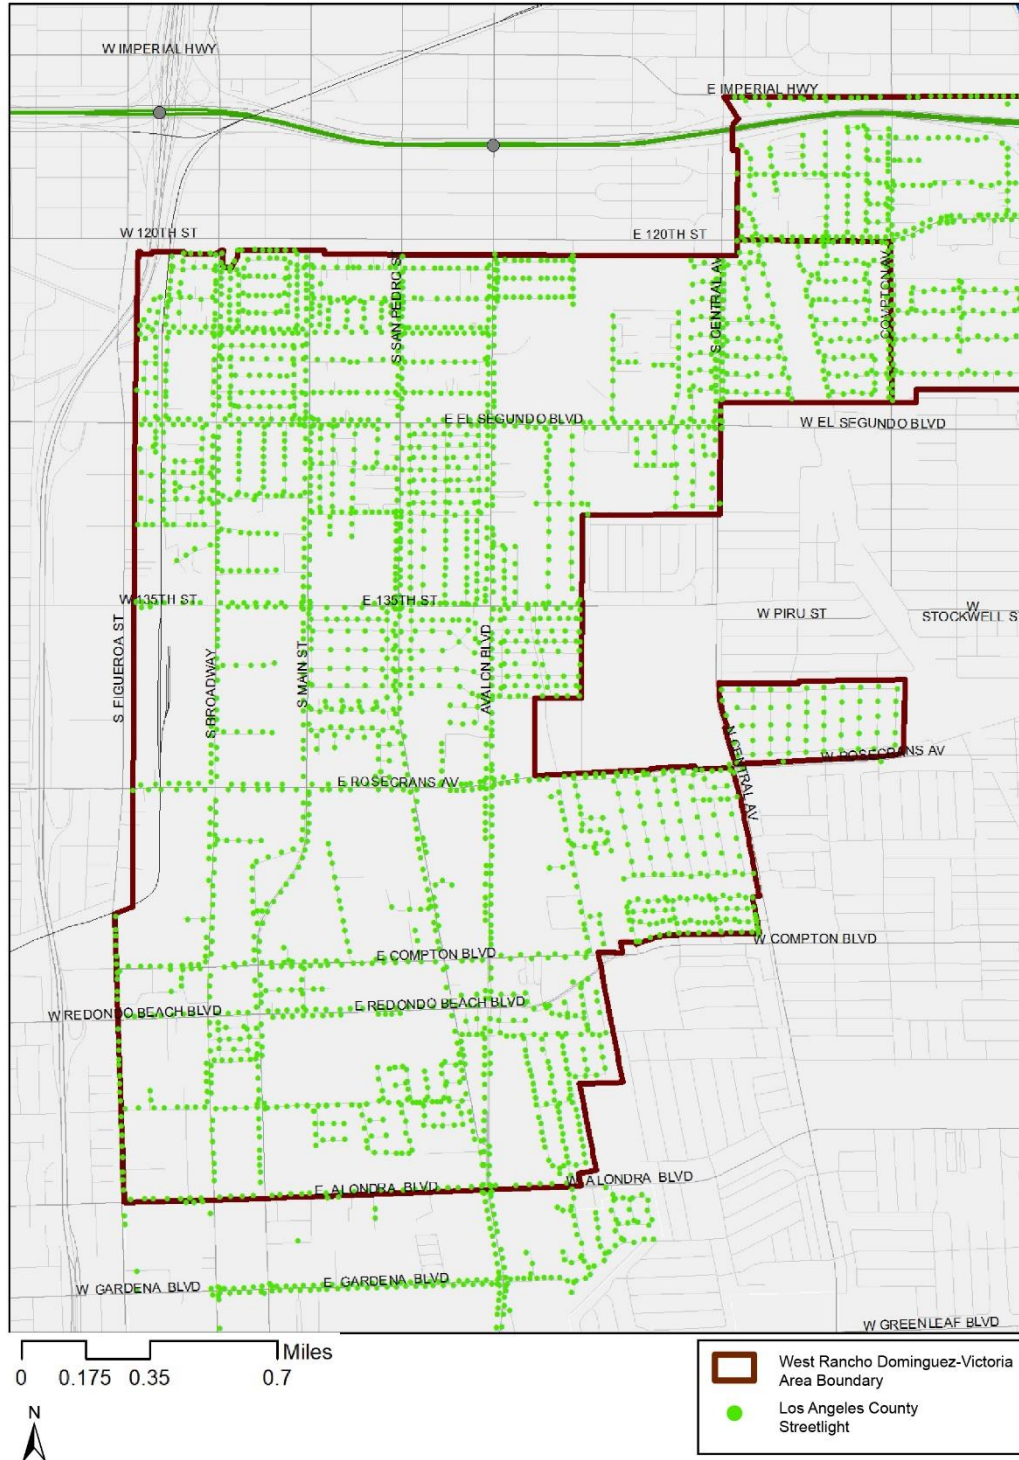 W IMPERIAL HWY
E IMPERIAL HWY
W 120TH ST
E 120TH ST
S SAN PEDRO S
S CENTRAL AV
COMPTON AV
E EL SEGUNDO BLVD
W EL SEGUNDO BLVD
W 135TH ST
E 135TH ST
W PIRU ST
W
STOCKWELL S
S FIGUEROA ST
S BROADWAY
S MAIN ST
AVALON BLVD
N CENTRAL AV
W ROSECRANS AV
E ROSECRANS AV
E COMPTON BLVD
W COMPTON BLVD
W REDONDO BEACH BLVD
E REDONDO BEACH BLVD
E ALONDRA BLVD
W ALONDRA BLVD
W GARDENA BLVD
E GARDENA BLVD
W GREENLEAF BLVD
Miles
0 0.175 0.35 0.7
N
West Rancho Dominguez-Victoria
Area Boundary
Los Angeles County
Streetlight